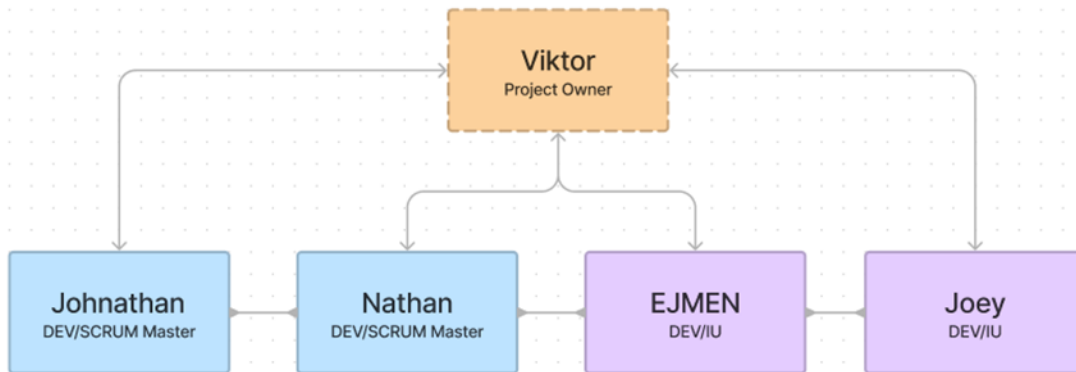 Viktor
Project Owner
Johnathan
DEV/SCRUM Master
Nathan
DEV/SCRUM Master
EJMEN
DEV/IU
Joey
DEV/IU